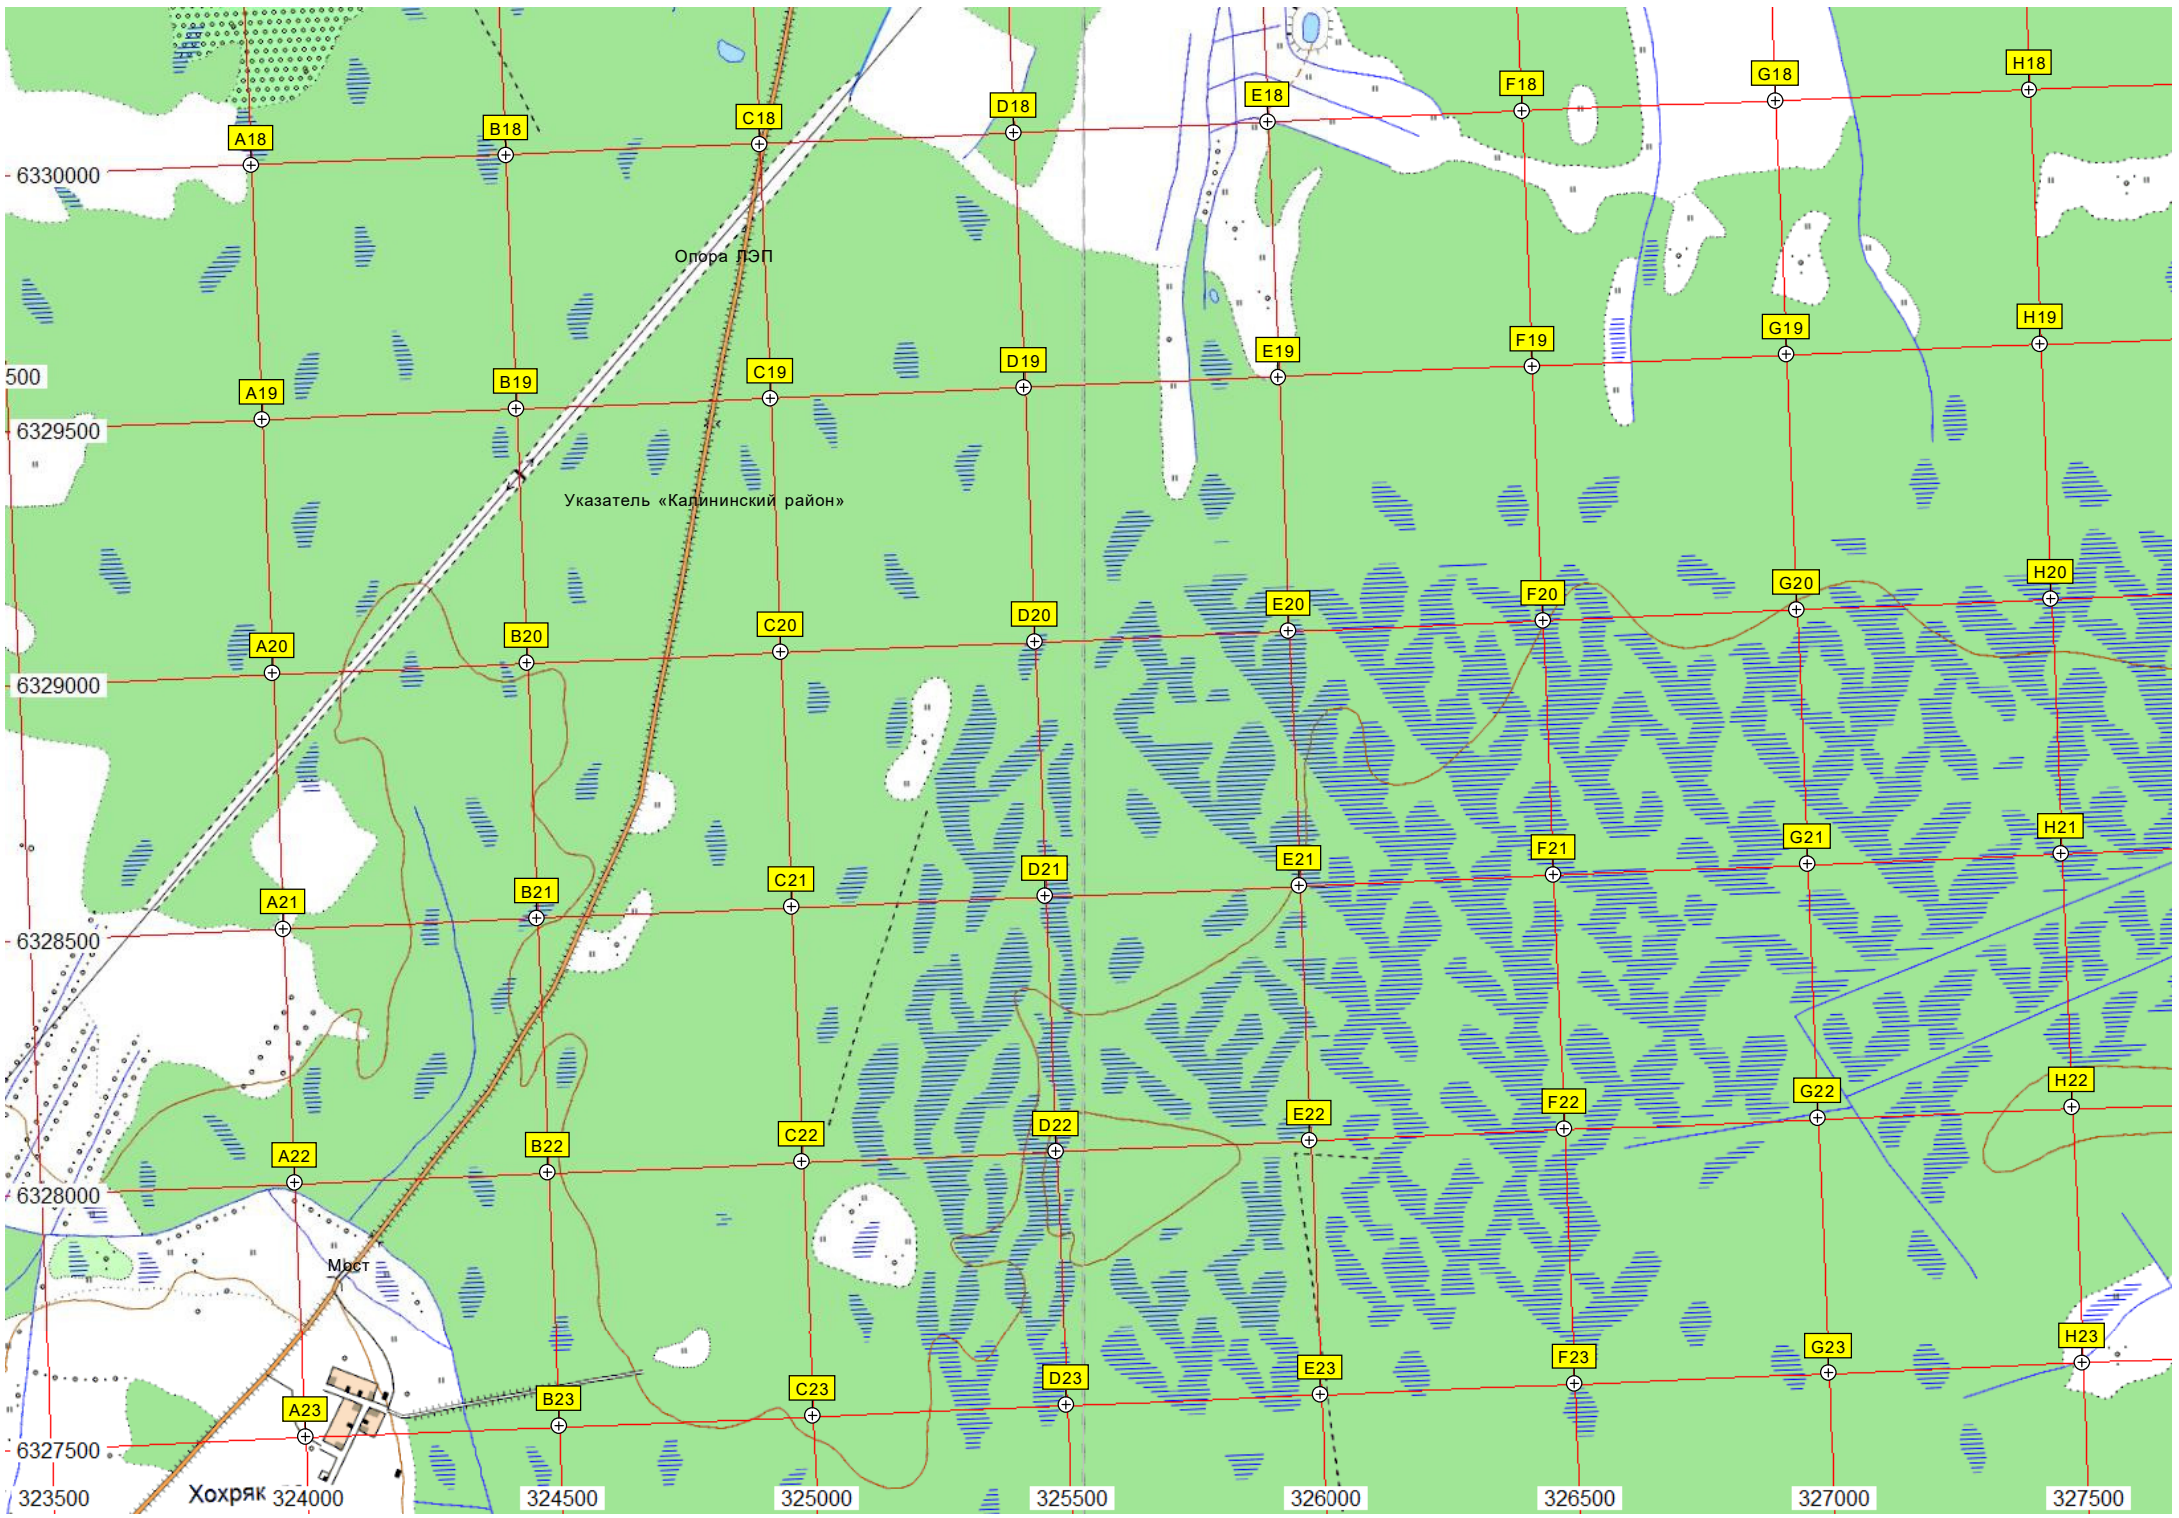 A18 B18 C18 D18 E18 F18 G18 H18
6330000
Опора ЛЭП
500
A19 B19 C19 D19 E19 F19 G19 H19
6329500
Указатель «Калининский район»
A20 B20 C20 D20 E20 F20 G20 H20
6329000
A21 B21 C21 D21 E21 F21 G21 H21
6328500
A22 B22 C22 D22 E22 F22 G22 H22
6328000
Мост
A23 B23 C23 D23 E23 F23 G23 H23
6327500
Хохряк
323500 324000 324500 325000 325500 326000 326500 327000 327500